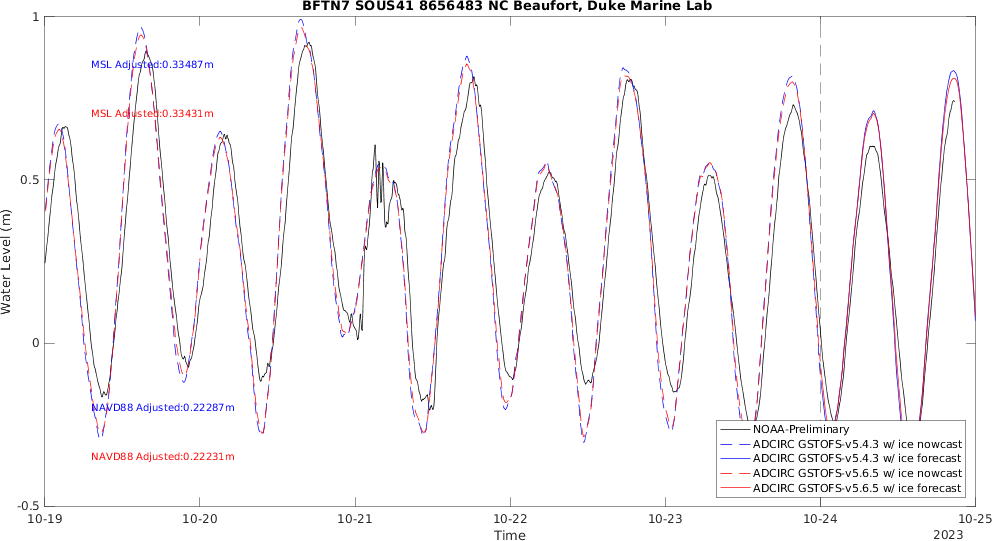 BFTN7 SOUS41 8656483 NC Beaufort, Duke Marine Lab
1
MSL Adjusted:0.33487m
MSL Adjusted:0.33431m
0.5
Water Level (m)
0
NAVD88 Adjusted:0.22287m
NAVD88 Adjusted:0.22231m
NOAA-Preliminary
ADCIRC GSTOFS-v5.4.3 w/ ice nowcast
ADCIRC GSTOFS-v5.4.3 w/ ice forecast
ADCIRC GSTOFS-v5.6.5 w/ ice nowcast
ADCIRC GSTOFS-v5.6.5 w/ ice forecast
-0.5
10-19 10-20 10-21 10-22 10-23 10-24 10-25
Time
2023